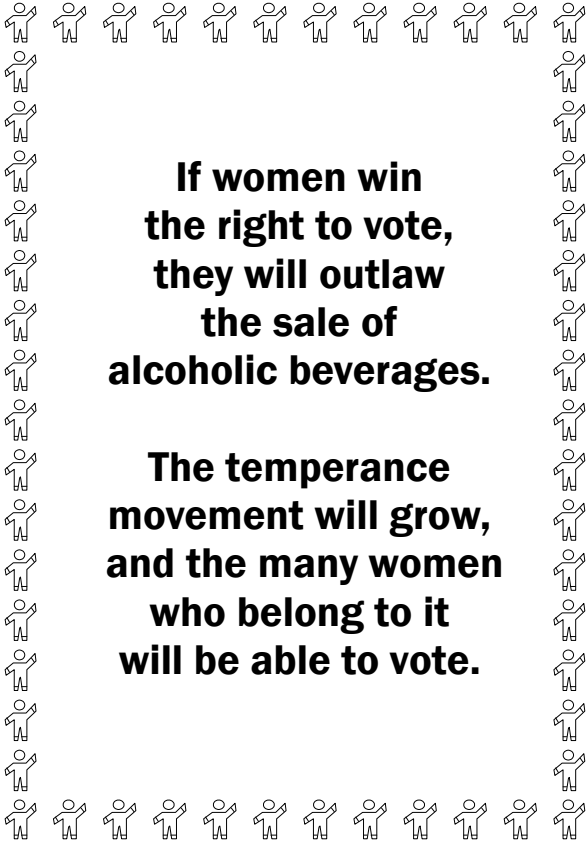 If women win
the right to vote,
they will outlaw
the sale of
alcoholic beverages.
The temperance
movement will grow,
and the many women
who belong to it
will be able to vote.